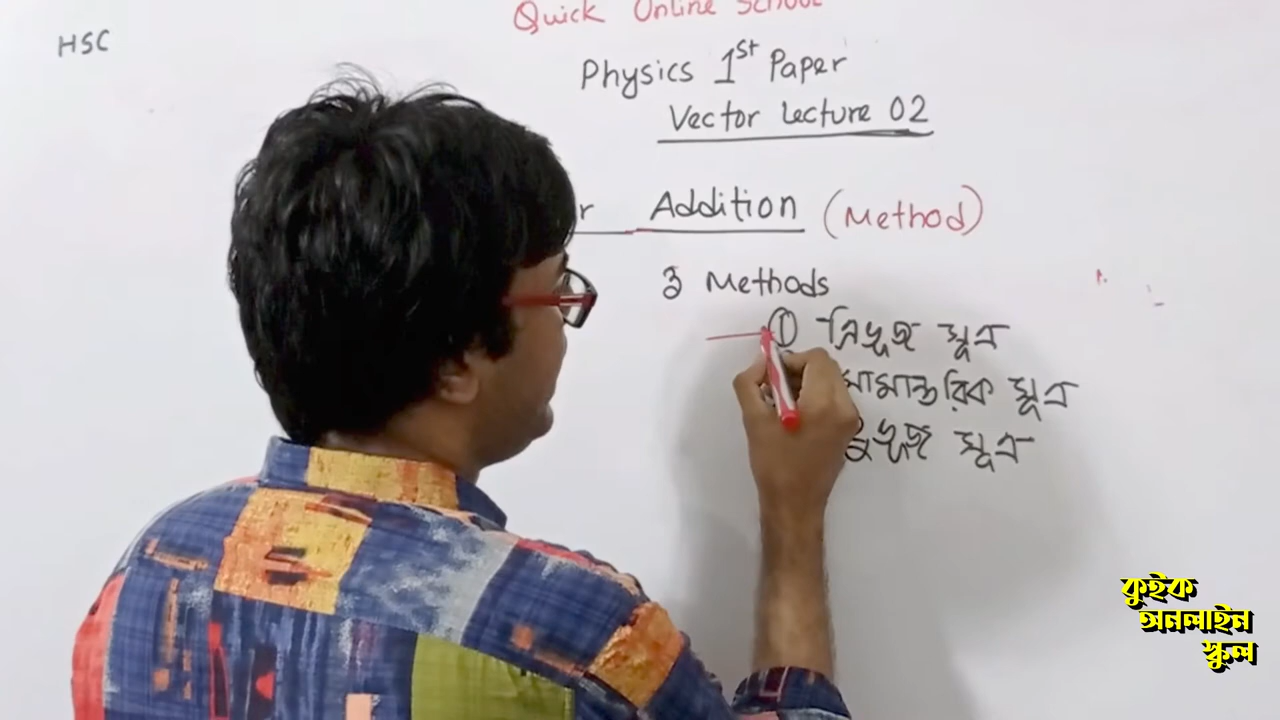 Quick Online School
HSC
Physics 1st Paper
Vector Lecture 02
r Addition (Method)
3 Methods
① ত্রিভুজ সূত্র
সামান্তরিক সূত্র
সূত্র
কুইক
অনলাইন
স্কুল